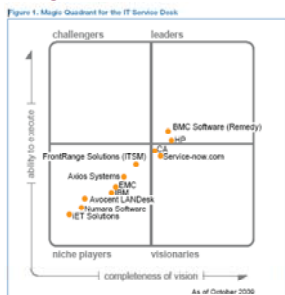 Figure 1. Magic Quadrant for the IT Service Desk
challengers
leaders
BMC Software (Remedy)
HP
CA
FrontRange Solutions (ITSM)
Service-now.com
Axios Systems
EMC
IBM
Avocent LANDesk
Numara Software
iET Solutions
ability to execute
niche players
visionaries
completeness of vision
As of October 2009